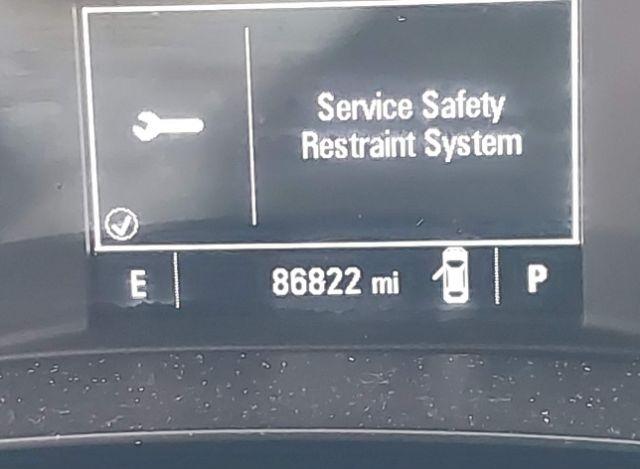 Service Safety
Restraint System
E 86822 mi P